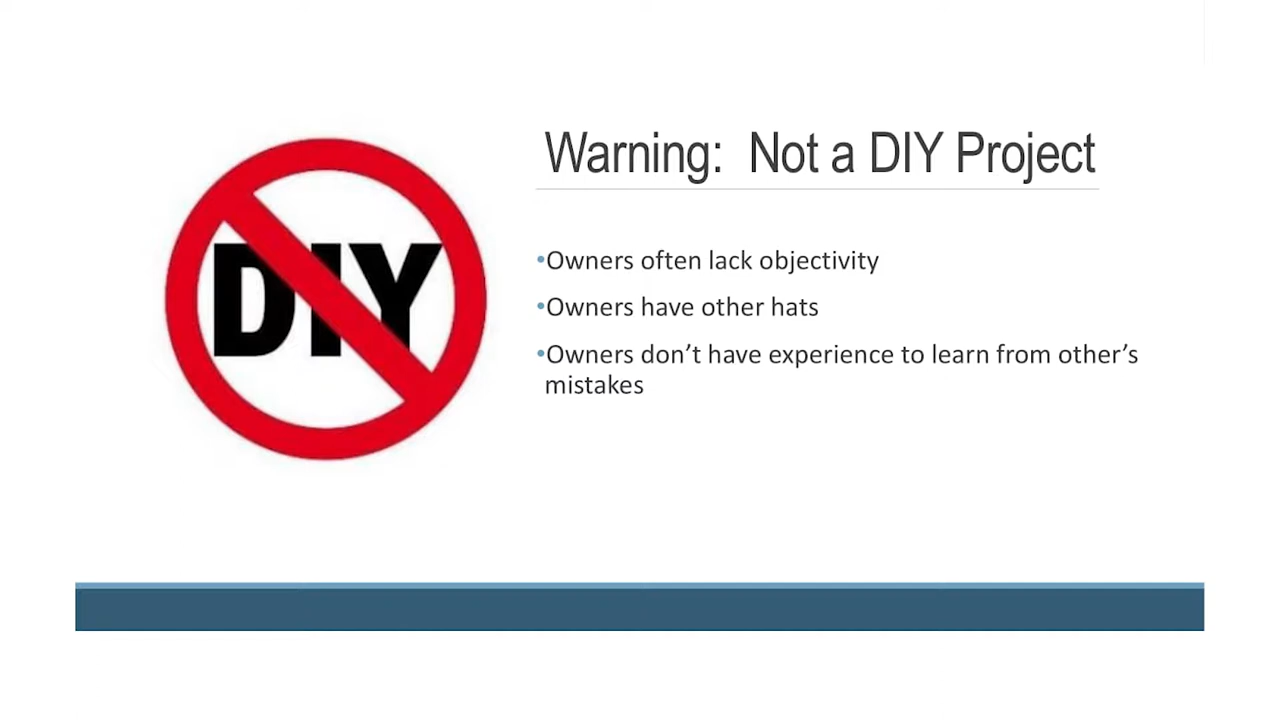 DIY
Warning:  Not a DIY Project
•Owners often lack objectivity
•Owners have other hats
•Owners don’t have experience to learn from other’s
mistakes